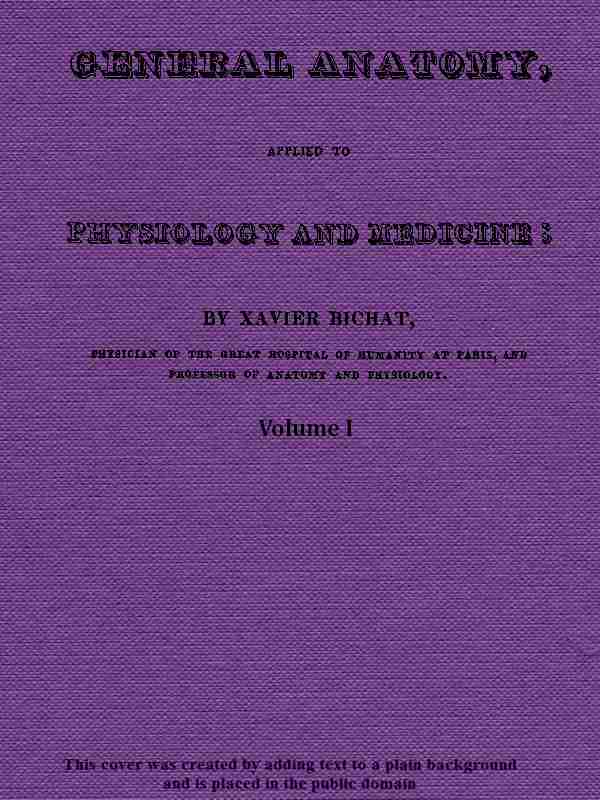 GENERAL ANATOMY,
APPLIED TO
PHYSIOLOGY AND MEDICINE;
BY XAVIER BICHAT,
PHYSICIAN OF THE GREAT HOSPITAL OF HUMANITY AT PARIS, AND
PROFESSOR OF ANATOMY AND PHYSIOLOGY.
Volume I
This cover was created by adding text to a plain background
and is placed in the public domain